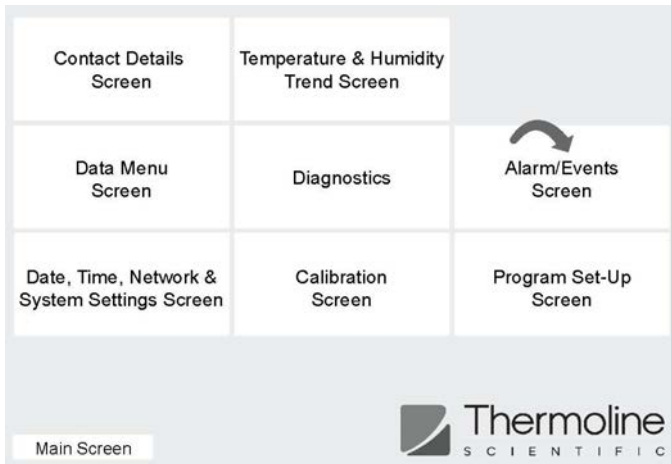 Contact Details
Screen
Temperature & Humidity
Trend Screen
Data Menu
Screen
Diagnostics
Alarm/Events
Screen
Date, Time, Network &
System Settings Screen
Calibration
Screen
Program Set-Up
Screen
Main Screen
Thermoline
SCIENTIFIC